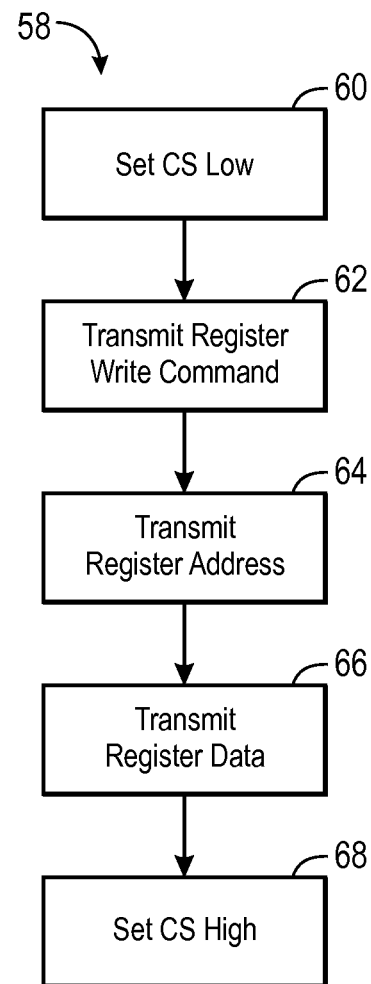 58
60
Set CS Low
62
Transmit Register
Write Command
64
Transmit
Register Address
66
Transmit
Register Data
68
Set CS High